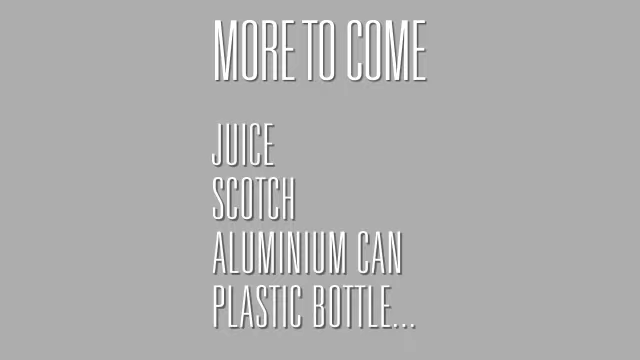 MORE TO COME
JUICE
SCOTCH
ALUMINIUM CAN
PLASTIC BOTTLE...